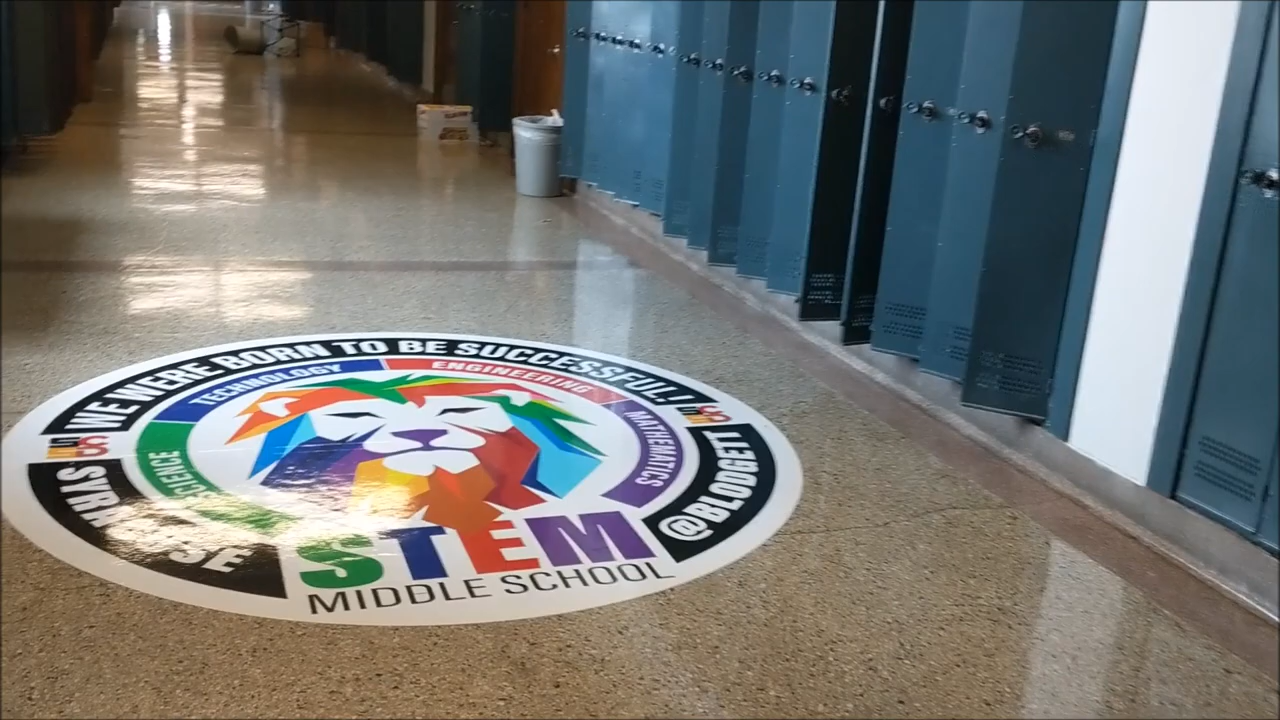 WE WERE BORN TO BE SUCCESSFUL!
TECHNOLOGY
ENGINEERING
SCIENCE
MATHEMATICS
@BLODGETT
STEM
MIDDLE SCHOOL